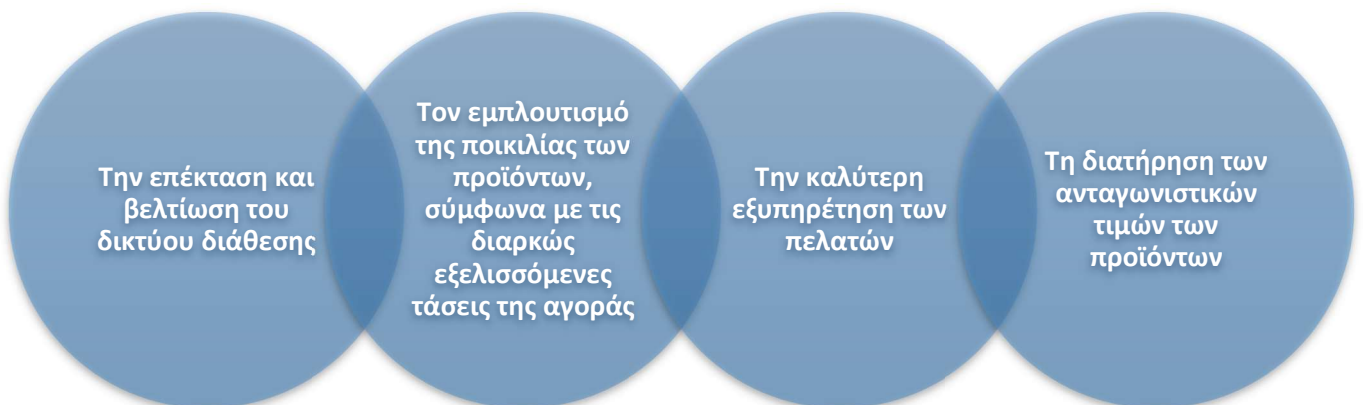 Την επέκταση και
βελτίωση του
δικτύου διάθεσης
Τον εμπλουτισμό
της ποικιλίας των
προϊόντων,
σύμφωνα με τις
διαρκώς
εξελισσόμενες
τάσεις της αγοράς
Την καλύτερη
εξυπηρέτηση των
πελατών
Τη διατήρηση των
ανταγωνιστικών
τιμών των
προϊόντων